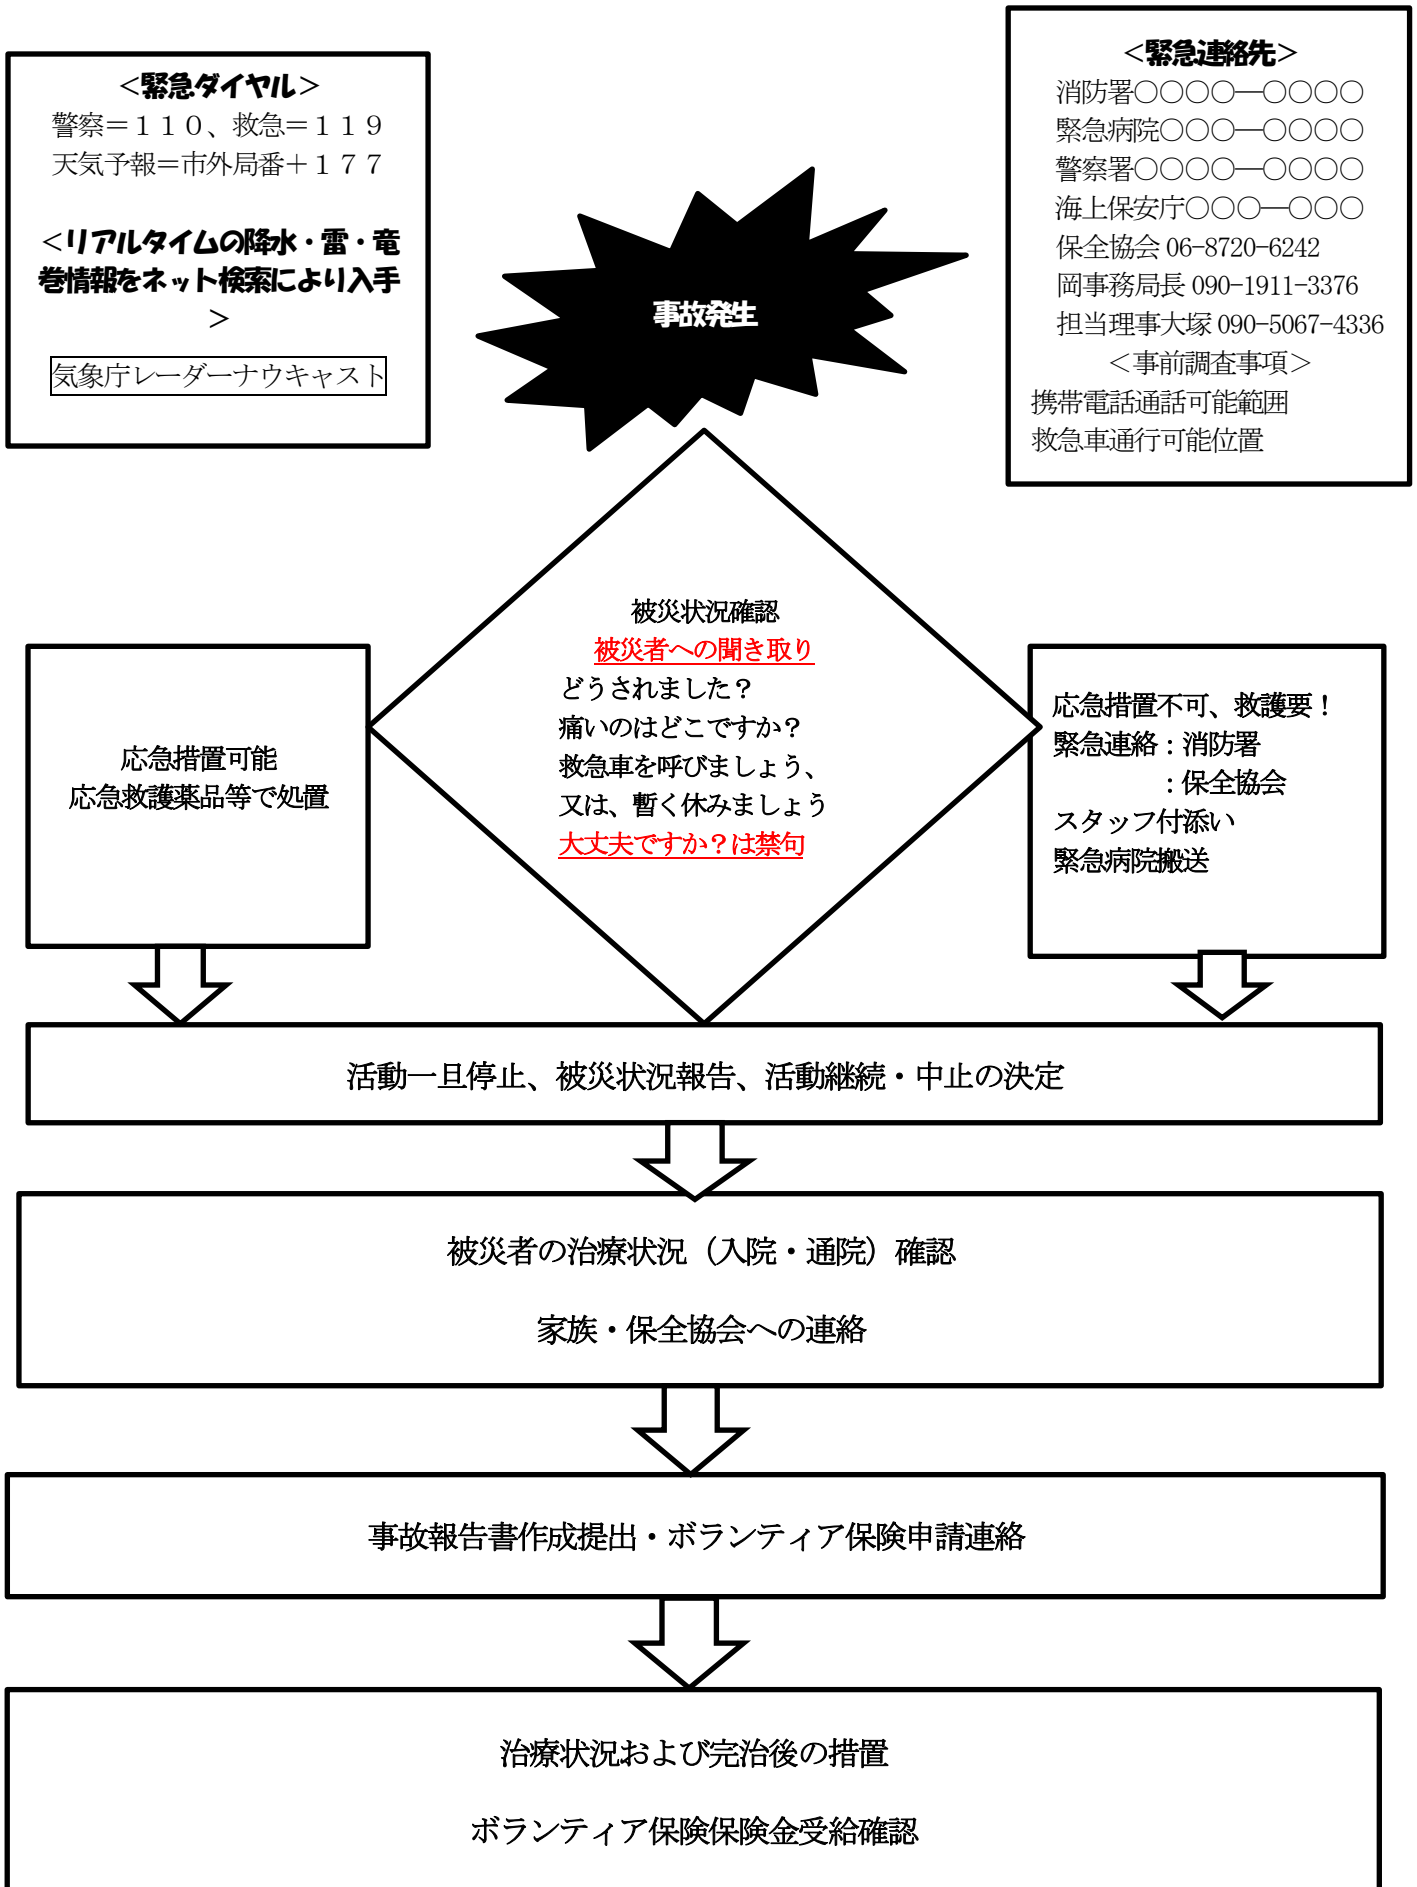 ＜緊急ダイヤル＞
警察＝１１０、救急＝１１９
天気予報＝市外局番＋１７７
＜リアルタイムの降水・雷・竜
巻情報をネット検索により入手
＞
気象庁レーダーナウキャスト
＜緊急連絡先＞
消防署○○○○―○○○○
緊急病院○○○―○○○○
警察署○○○○―○○○○
海上保安庁○○○―○○○
保全協会 06-8720-6242
岡事務局長 090-1911-3376
担当理事大塚 090-5067-4336
＜事前調査事項＞
携帯電話通話可能範囲
救急車通行可能位置
事故発生
被災状況確認
被災者への聞き取り
どうされました？
痛いのはどこですか？
救急車を呼びましょう、
又は、暫く休みましょう
大丈夫ですか？は禁句
応急措置可能
応急救護薬品等で処置
応急措置不可、救護要！
緊急連絡：消防署
：保全協会
スタッフ付添い
緊急病院搬送
活動一旦停止、被災状況報告、活動継続・中止の決定
被災者の治療状況（入院・通院）確認
家族・保全協会への連絡
事故報告書作成提出・ボランティア保険申請連絡
治療状況および完治後の措置
ボランティア保険保険金受給確認